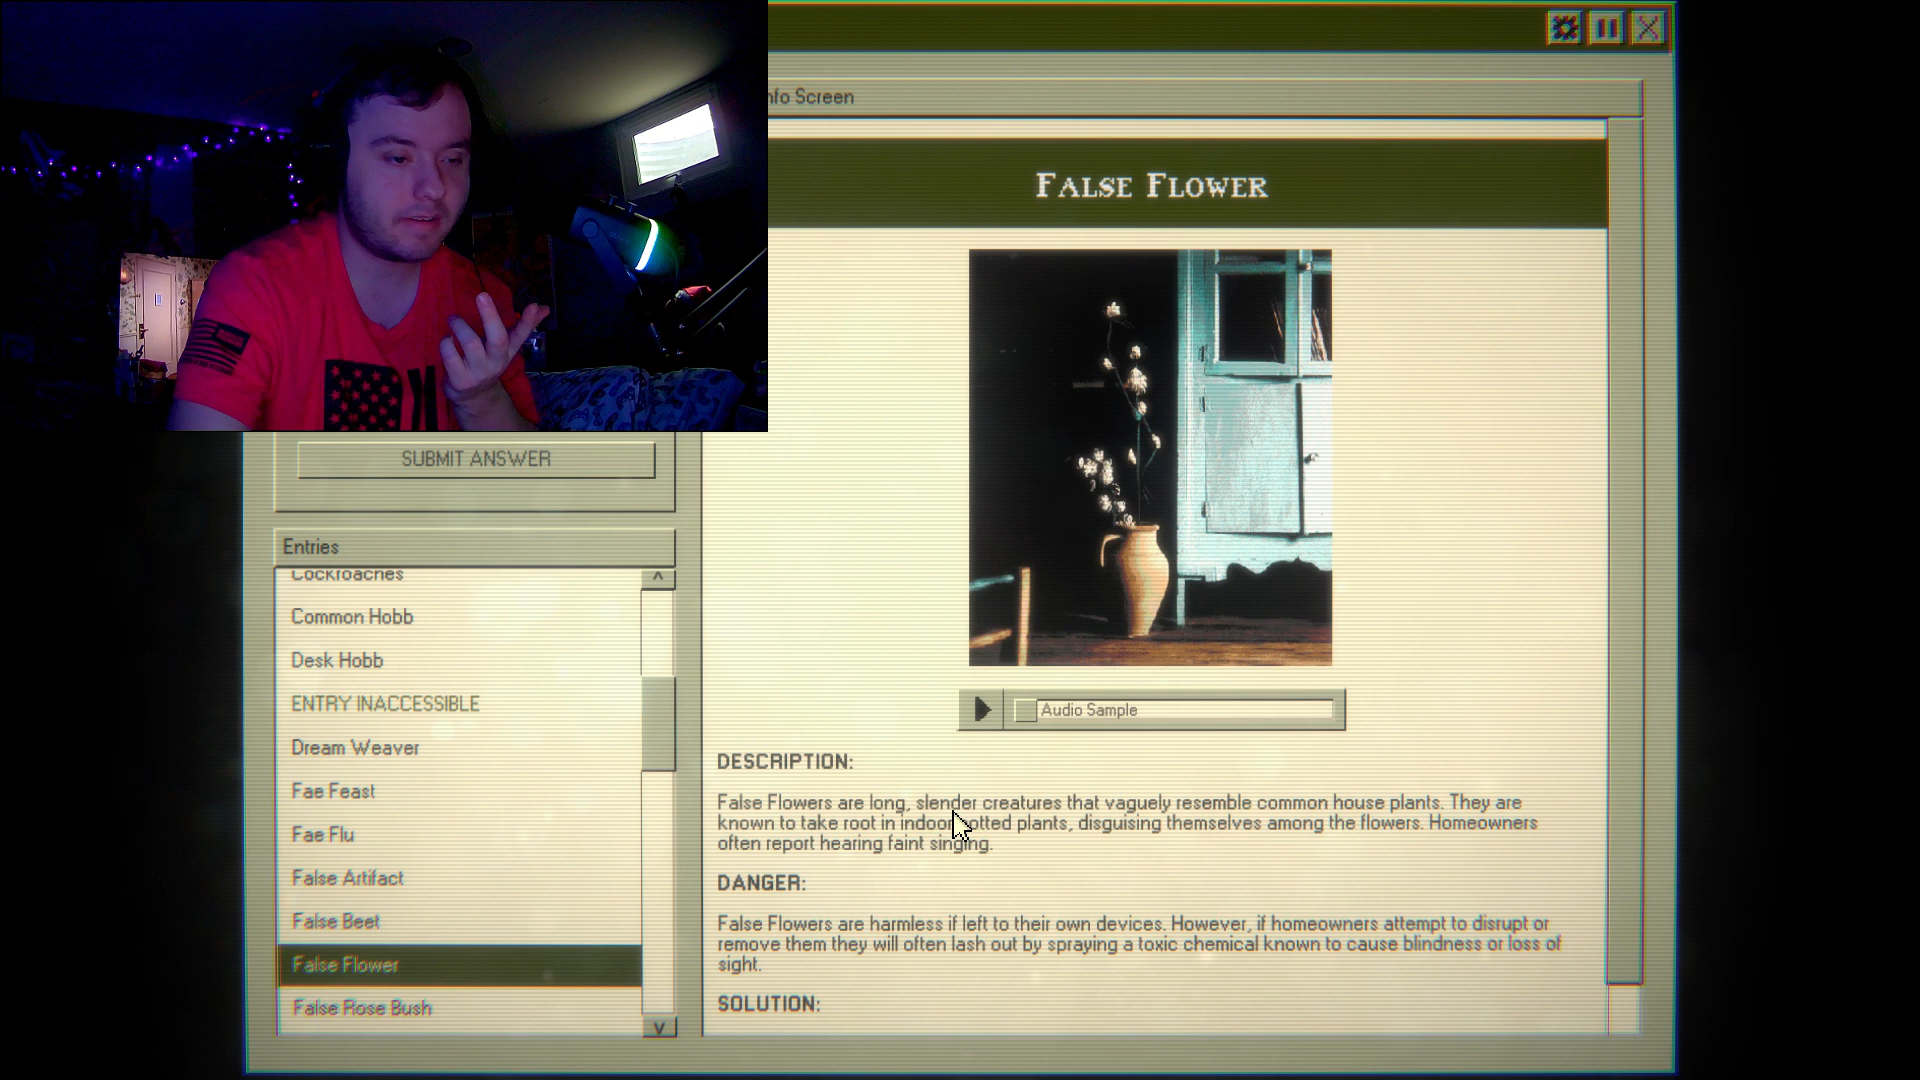 nfo Screen
FALSE FLOWER
SUBMIT ANSWER
Entries
Cockroaches
Common Hobb
Desk Hobb
ENTRY INACCESSIBLE
Dream Weaver
Fae Feast
Fae Flu
False Artifact
False Beet
False Flower
False Rose Bush
Audio Sample
DESCRIPTION:
False Flowers are long, slender creatures that vaguely resemble common house plants. They are
known to take root in indoor potted plants, disguising themselves among the flowers. Homeowners
often report hearing faint singing.
DANGER:
False Flowers are harmless if left to their own devices. However, if homeowners attempt to disrupt or
remove them they will often lash out by spraying a toxic chemical known to cause blindness or loss of
sight.
SOLUTION: